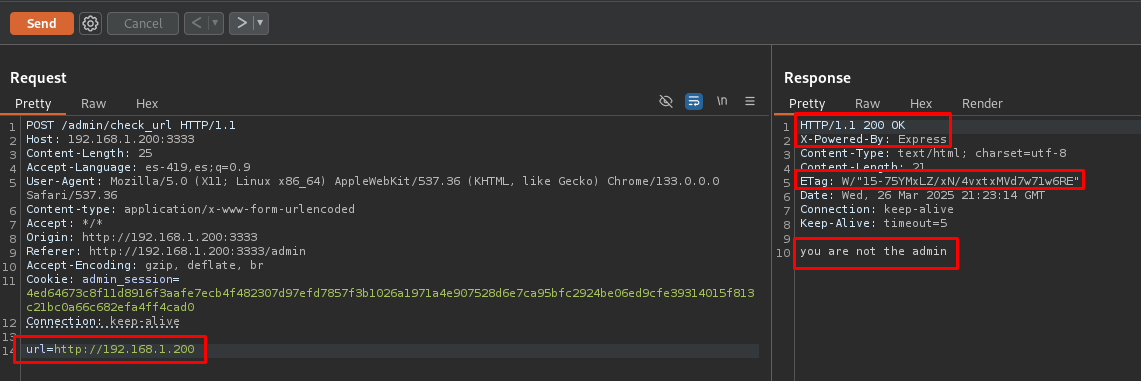 Send
Cancel
Request
Pretty Raw Hex
\n
1 POST /admin/check_url HTTP/1.1
2 Host: 192.168.1.200:3333
3 Content-Length: 25
4 Accept-Language: es-419,es;q=0.9
5 User-Agent: Mozilla/5.0 (X11; Linux x86_64) AppleWebKit/537.36 (KHTML, like Gecko) Chrome/133.0.0.0
Safari/537.36
6 Content-type: application/x-www-form-urlencoded
7 Accept: */*
8 Origin: http://192.168.1.200:3333
9 Referer: http://192.168.1.200:3333/admin
10 Accept-Encoding: gzip, deflate, br
11 Cookie: admin_session=
4ed64673c8f11d8916f3aafe7ecb4f482307d97efd7857f3b1026a1971a4e907528d6e7ca95bfc2924be06ed9cfe39314015f813
c21bc0a66c682efa4ff4cad0
12 Connection: keep-alive
13
14 url=http://192.168.1.200
Response
Pretty Raw Hex Render
1 HTTP/1.1 200 OK
2 X-Powered-By: Express
3 Content-Type: text/html; charset=utf-8
4 Content-Length: 21
5 ETag: W/"15-75YMxLZ/xN/4vxtxMVd7w71w6RE"
6 Date: Wed, 26 Mar 2025 21:23:14 GMT
7 Connection: keep-alive
8 Keep-Alive: timeout=5
9
10 you are not the admin